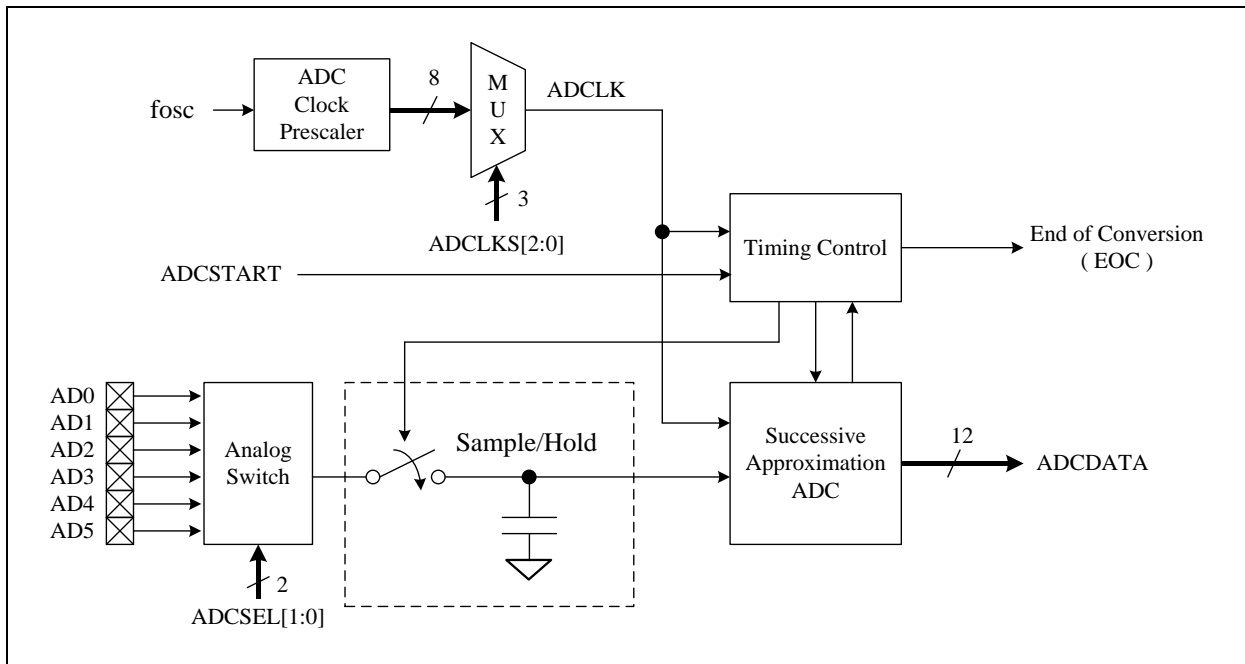 fosc
ADC
Clock
Prescaler
8
M
U
X
ADCLK
3
ADCLKS[2:0]
ADCSTART
Timing Control
End of Conversion
( EOC )
AD0
AD1
AD2
AD3
AD4
AD5
Analog
Switch
2
ADCSEL[1:0]
Sample/Hold
Successive
Approximation
ADC
12
ADCDATA